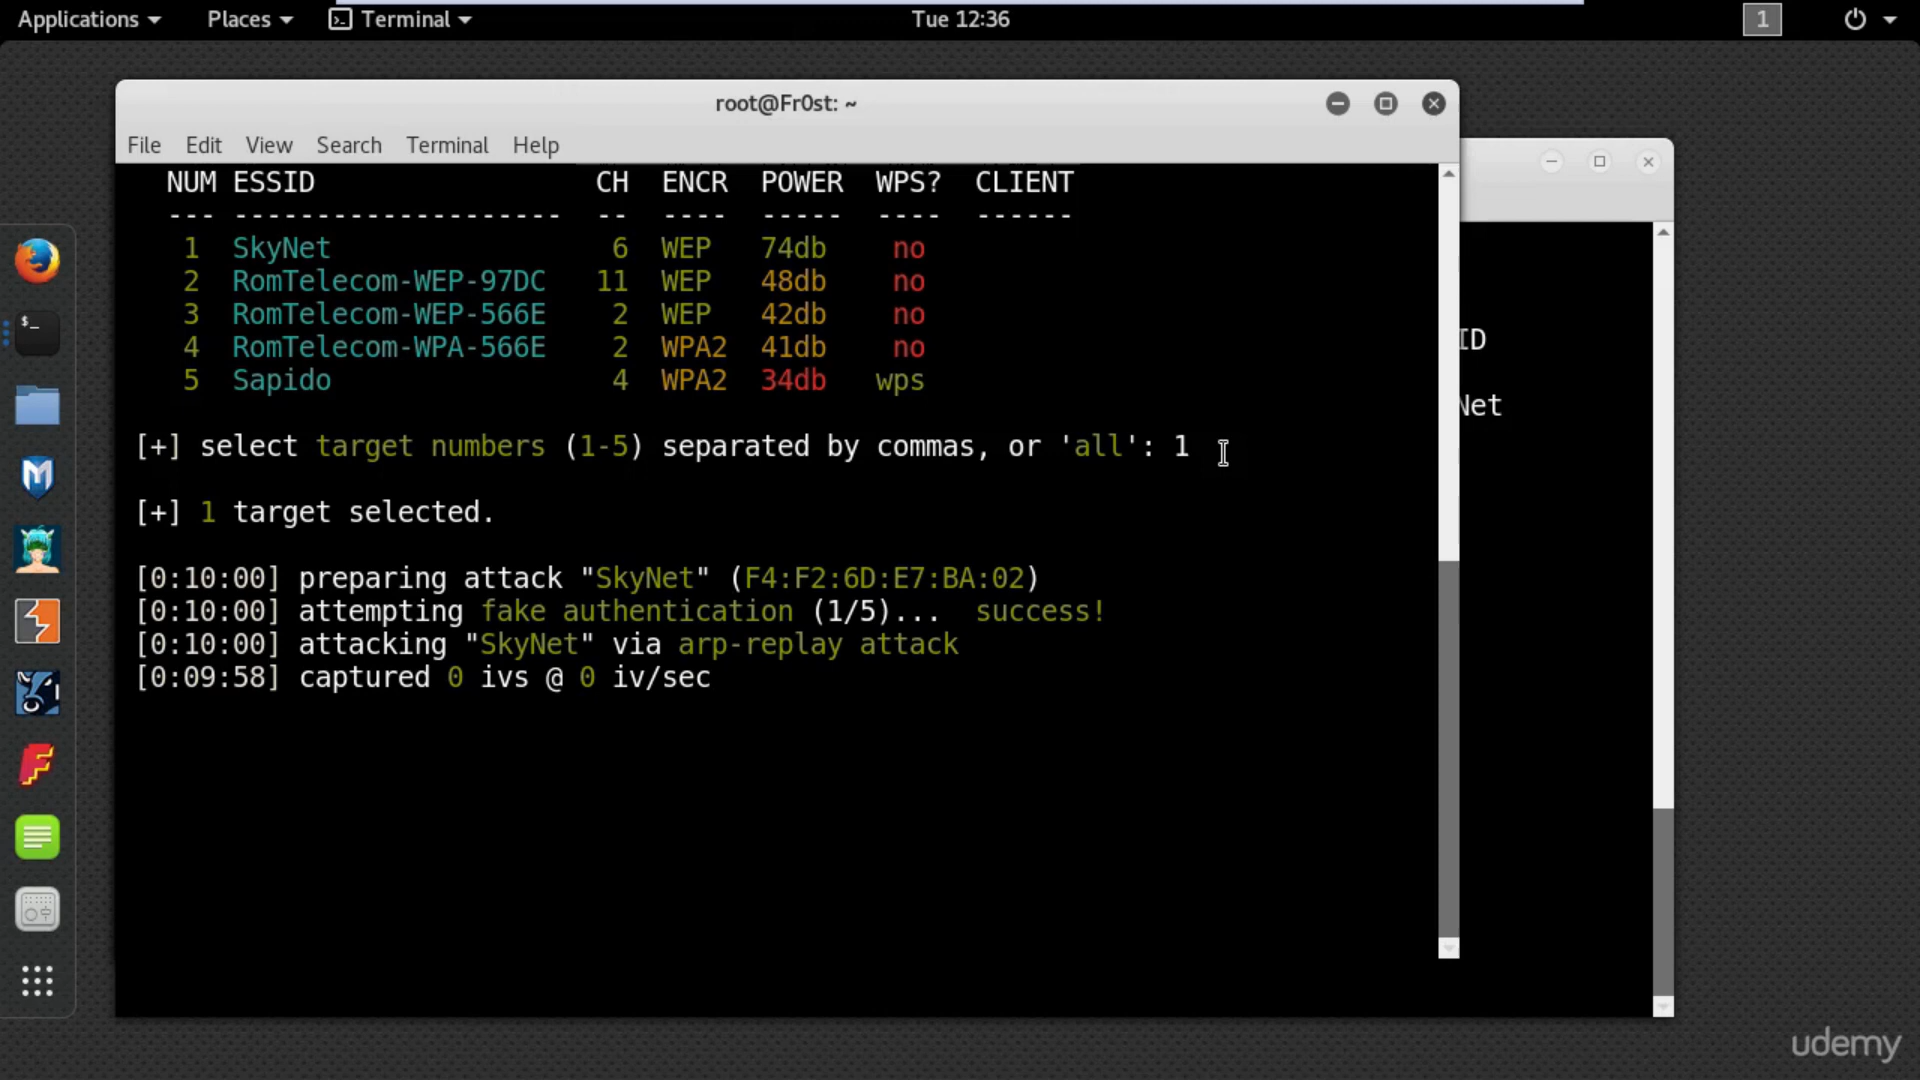 Applications Places Terminal Tue 12:36 1
root@Fr0st: ~
File Edit View Search Terminal Help
NUM ESSID CH ENCR POWER WPS? CLIENT
--- -------------------- -- ---- ----- ---- ------
1 SkyNet 6 WEP 74db no
2 RomTelecom-WEP-97DC 11 WEP 48db no
3 RomTelecom-WEP-566E 2 WEP 42db no
4 RomTelecom-WPA-566E 2 WPA2 41db no
5 Sapido 4 WPA2 34db wps
[+] select target numbers (1-5) separated by commas, or 'all': 1
[+] 1 target selected.
[0:10:00] preparing attack "SkyNet" (F4:F2:6D:E7:BA:02)
[0:10:00] attempting fake authentication (1/5)... success!
[0:10:00] attacking "SkyNet" via arp-replay attack
[0:09:58] captured 0 ivs @ 0 iv/sec
ID
Net
$_
udemy